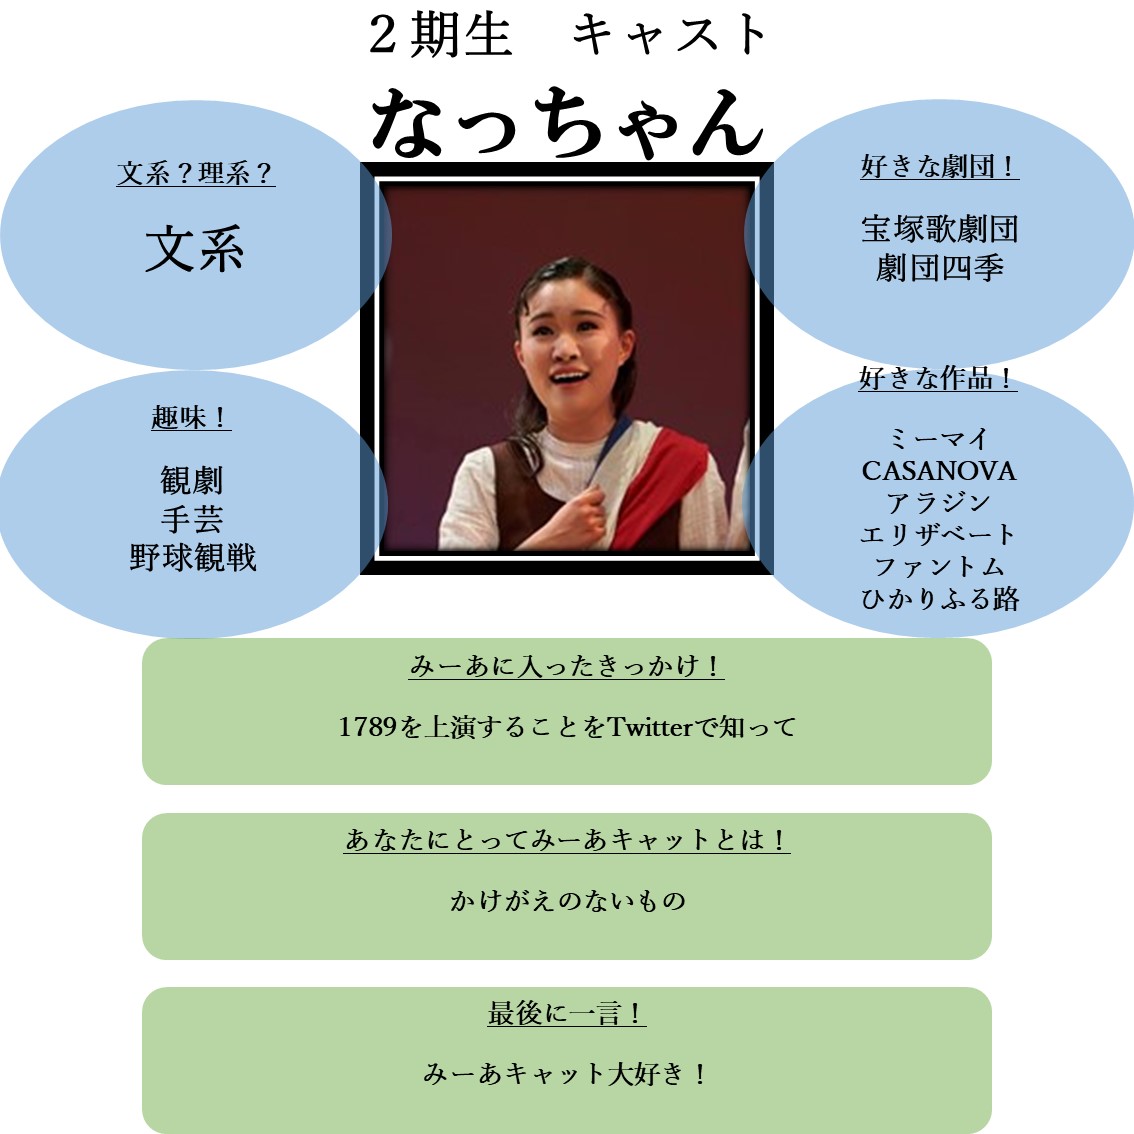 ２期生　キャスト
なっちゃん
文系？理系？
文系
好きな劇団！
宝塚歌劇団
劇団四季
趣味！
観劇
手芸
野球観戦
好きな作品！
ミーマイ
CASANOVA
アラジン
エリザベート
ファントム
ひかりふる路
みーあに入ったきっかけ！
1789を上演することをTwitterで知って
あなたにとってみーあキャットとは！
かけがえのないもの
最後に一言！
みーあキャット大好き！